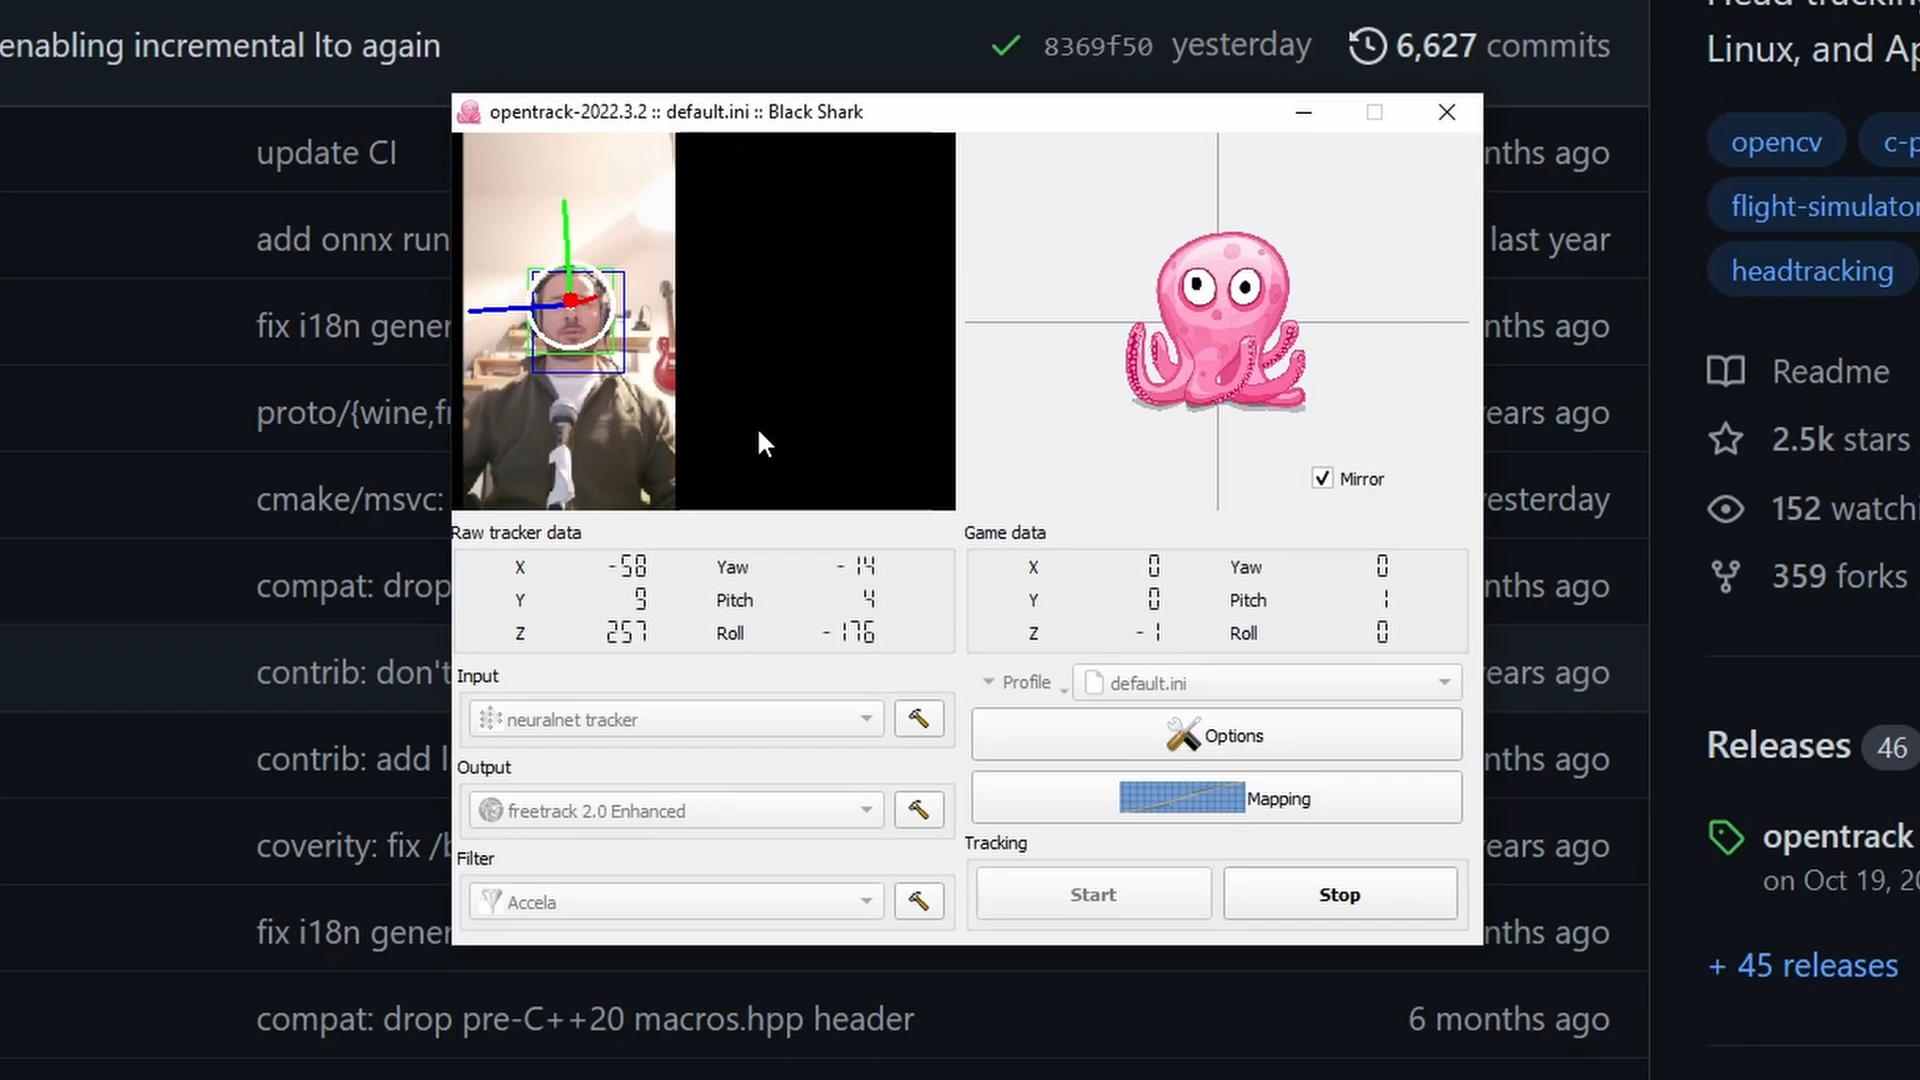 enabling incremental lto again
8369f50 yesterday
6,627 commits
Linux, and Ap
opentrack-2022.3.2 :: default.ini :: Black Shark
update CI
nths ago
opencv
c-p
add onnx run
last year
flight-simulator
headtracking
fix i18n gener
nths ago
Readme
proto/{wine,fr
ears ago
2.5k stars
Mirror
cmake/msvc:
yesterday
152 watchi
Raw tracker data
Game data
X -58 Yaw -14
X 0 Yaw 0
compat: drop
nths ago
359 forks
Y 9 Pitch 4
Y 0 Pitch 1
Z 257 Roll -176
Z -1 Roll 0
contrib: don't
ears ago
Input
Profile
default.ini
neuralnet tracker
Options
Releases 46
contrib: add l
nths ago
Output
freetrack 2.0 Enhanced
Mapping
Tracking
opentrack
coverity: fix /b
ears ago
on Oct 19, 20
Filter
Accela
Start
Stop
fix i18n gener
nths ago
+ 45 releases
compat: drop pre-C++20 macros.hpp header
6 months ago